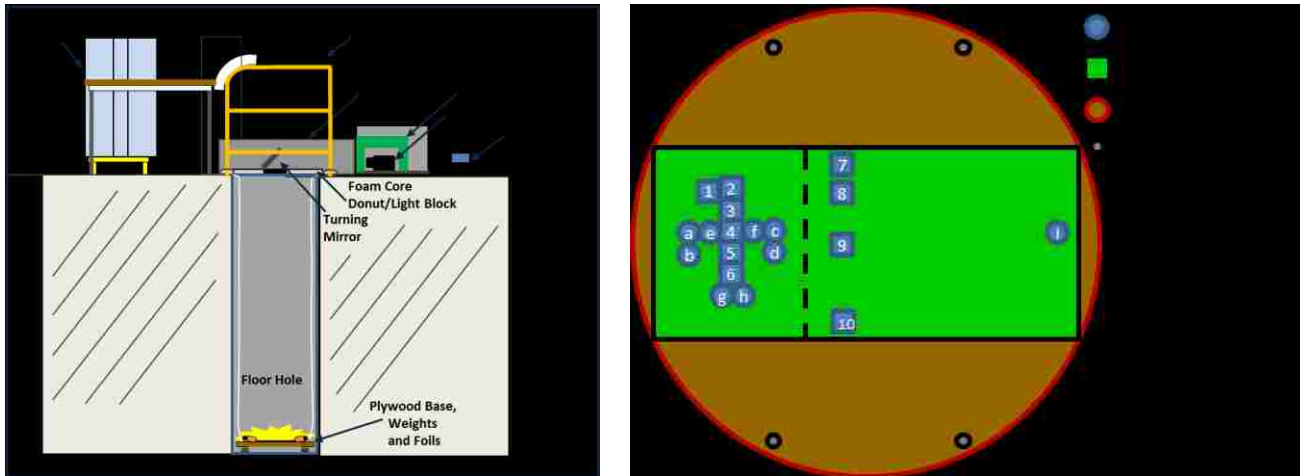 Foam Core
Donut/Light Block
Turning
Mirror
Floor Hole
Plywood Base,
Weights
and Foils
7
1 2
8
3
a e 4 f c
9
b 5 d
6
g h
10
i